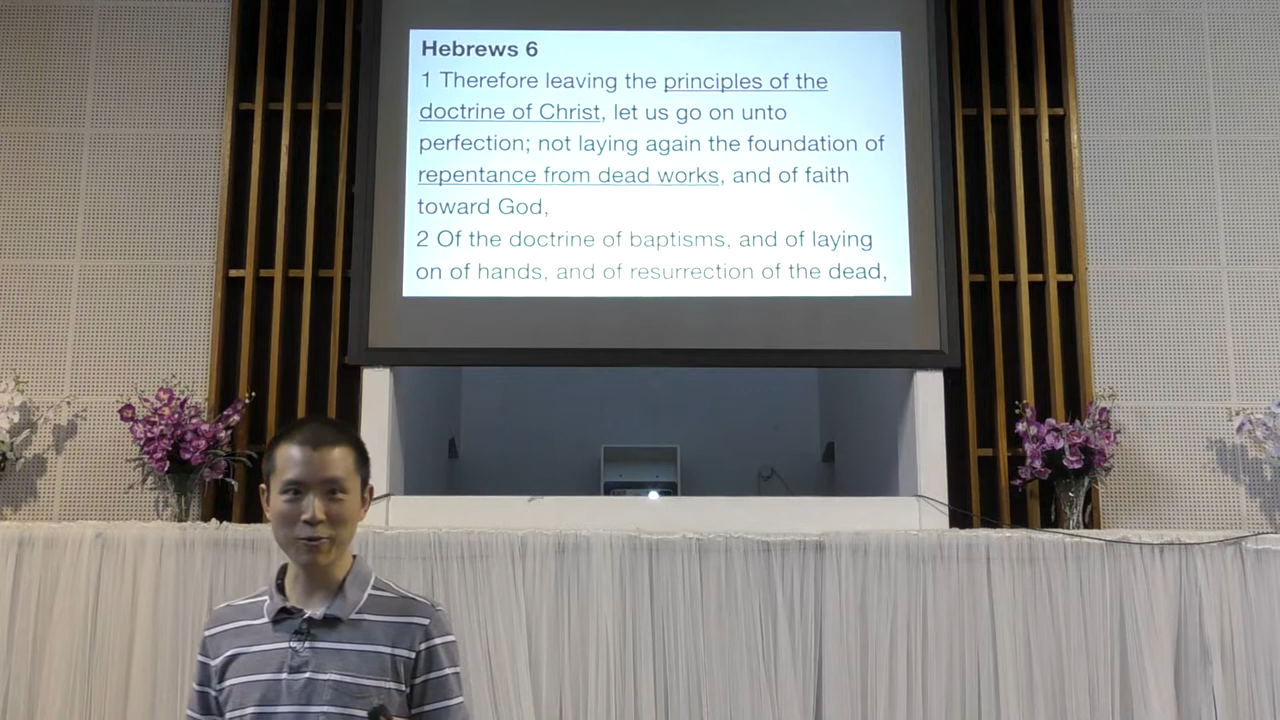 Hebrews 6
1 Therefore leaving the principles of the
doctrine of Christ, let us go on unto
perfection; not laying again the foundation of
repentance from dead works, and of faith
toward God,
2 Of the doctrine of baptisms, and of laying
on of hands, and of resurrection of the dead,